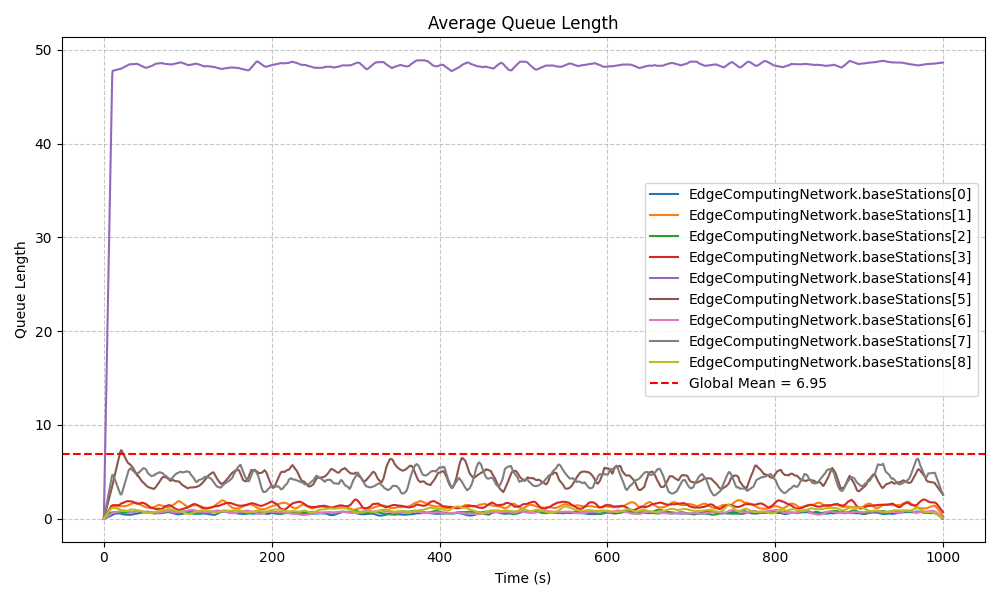 Average Queue Length
50
40
30
20
10
0
Queue Length
EdgeComputingNetwork.baseStations[0]
EdgeComputingNetwork.baseStations[1]
EdgeComputingNetwork.baseStations[2]
EdgeComputingNetwork.baseStations[3]
EdgeComputingNetwork.baseStations[4]
EdgeComputingNetwork.baseStations[5]
EdgeComputingNetwork.baseStations[6]
EdgeComputingNetwork.baseStations[7]
EdgeComputingNetwork.baseStations[8]
Global Mean = 6.95
0 200 400 600 800 1000
Time (s)